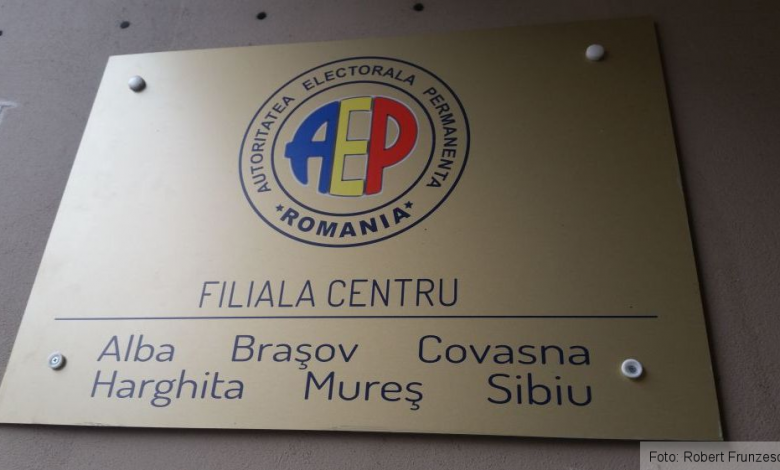 AUTORITATEA ELECTORALA PERMANENTA
AEP
ROMANIA
FILIALA CENTRU
Alba Braşov Covasna
Harghita Mureş Sibiu
Foto: Robert Frunzesc